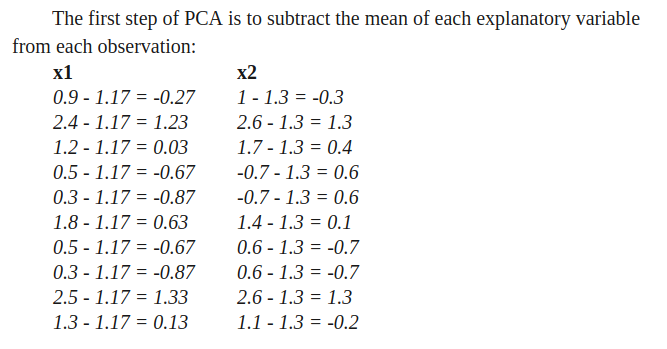 The first step of PCA is to subtract the mean of each explanatory variable
from each observation:
x1 x2
0.9 - 1.17 = -0.27 1 - 1.3 = -0.3
2.4 - 1.17 = 1.23 2.6 - 1.3 = 1.3
1.2 - 1.17 = 0.03 1.7 - 1.3 = 0.4
0.5 - 1.17 = -0.67 -0.7 - 1.3 = 0.6
0.3 - 1.17 = -0.87 -0.7 - 1.3 = 0.6
1.8 - 1.17 = 0.63 1.4 - 1.3 = 0.1
0.5 - 1.17 = -0.67 0.6 - 1.3 = -0.7
0.3 - 1.17 = -0.87 0.6 - 1.3 = -0.7
2.5 - 1.17 = 1.33 2.6 - 1.3 = 1.3
1.3 - 1.17 = 0.13 1.1 - 1.3 = -0.2